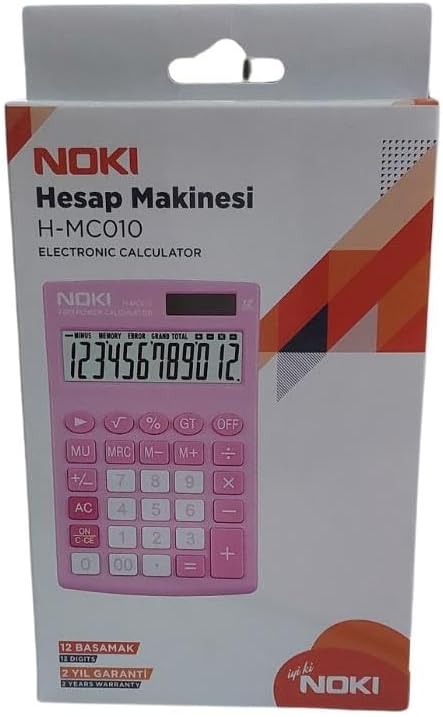 NOKI
Hesap Makinesi
H-MC010
ELECTRONIC CALCULATOR
NOKI H-MC010 12
MINUS MEMORY ERROR GRAND TOTAL + - × ÷
123456789012.
▶ √ % GT OFF
MU MRC M− M+ ÷
+/− 7 8 9 ×
AC 4 5 6 −
ON 1 2 3 +
C·CE
0 00 . =
12 BASAMAK
12 DIGITS
2 YIL GARANTİ
2 YEARS WARRANTY
iyi ki
NOKI